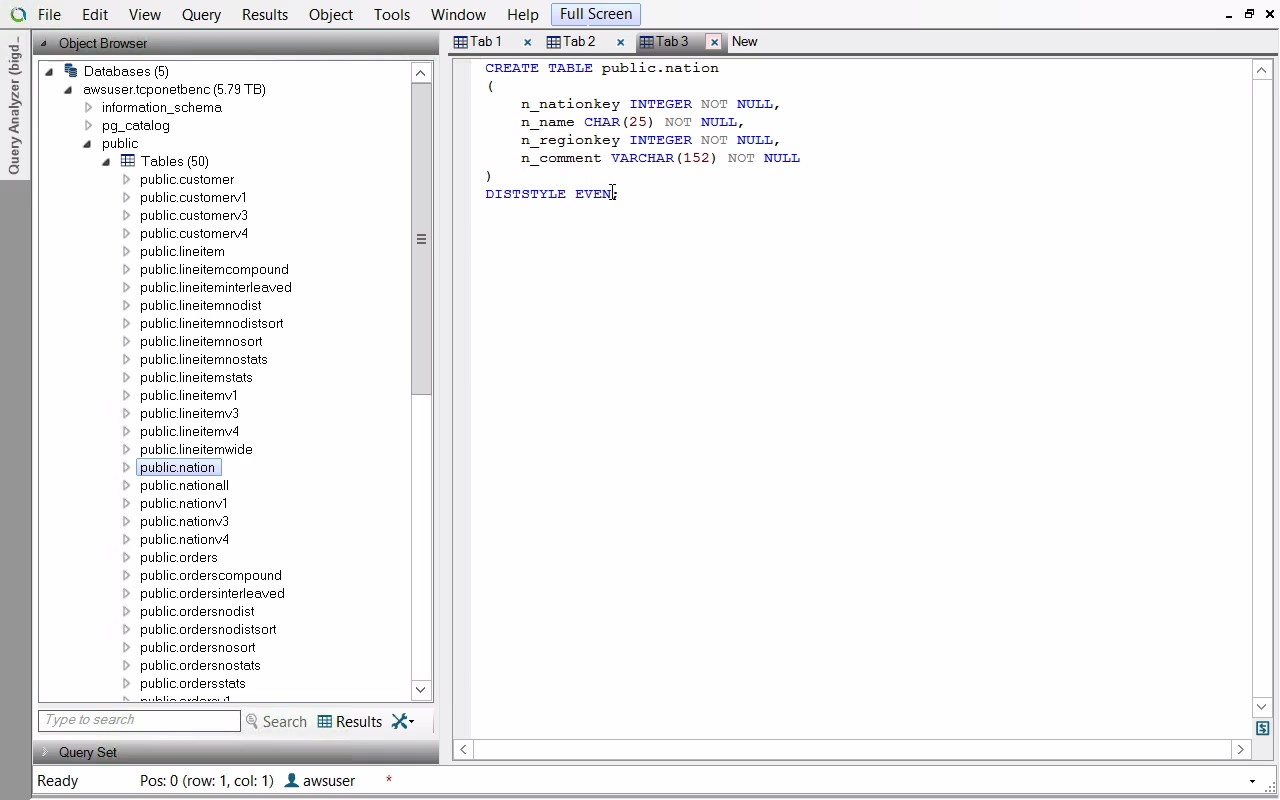 File Edit View Query Results Object Tools Window Help Full Screen
Query Analyzer (bigd...
Object Browser
Databases (5)
awsuser.tcponetbenc (5.79 TB)
information_schema
pg_catalog
public
Tables (50)
public.customer
public.customerv1
public.customerv3
public.customerv4
public.lineitem
public.lineitemcompound
public.lineiteminterleaved
public.lineitemnodist
public.lineitemnodistsort
public.lineitemnosort
public.lineitemnostats
public.lineitemstats
public.lineitemv1
public.lineitemv3
public.lineitemv4
public.lineitemwide
public.nation
public.nationall
public.nationv1
public.nationv3
public.nationv4
public.orders
public.orderscompound
public.ordersinterleaved
public.ordersnodist
public.ordersnodistsort
public.ordersnosort
public.ordersnostats
public.ordersstats
public.ordersv1
Type to search Search Results
Query Set
Tab 1 Tab 2 Tab 3 New
CREATE TABLE public.nation
(
n_nationkey INTEGER NOT NULL,
n_name CHAR(25) NOT NULL,
n_regionkey INTEGER NOT NULL,
n_comment VARCHAR(152) NOT NULL
)
DISTSTYLE EVEN;
Ready Pos: 0 (row: 1, col: 1) awsuser *